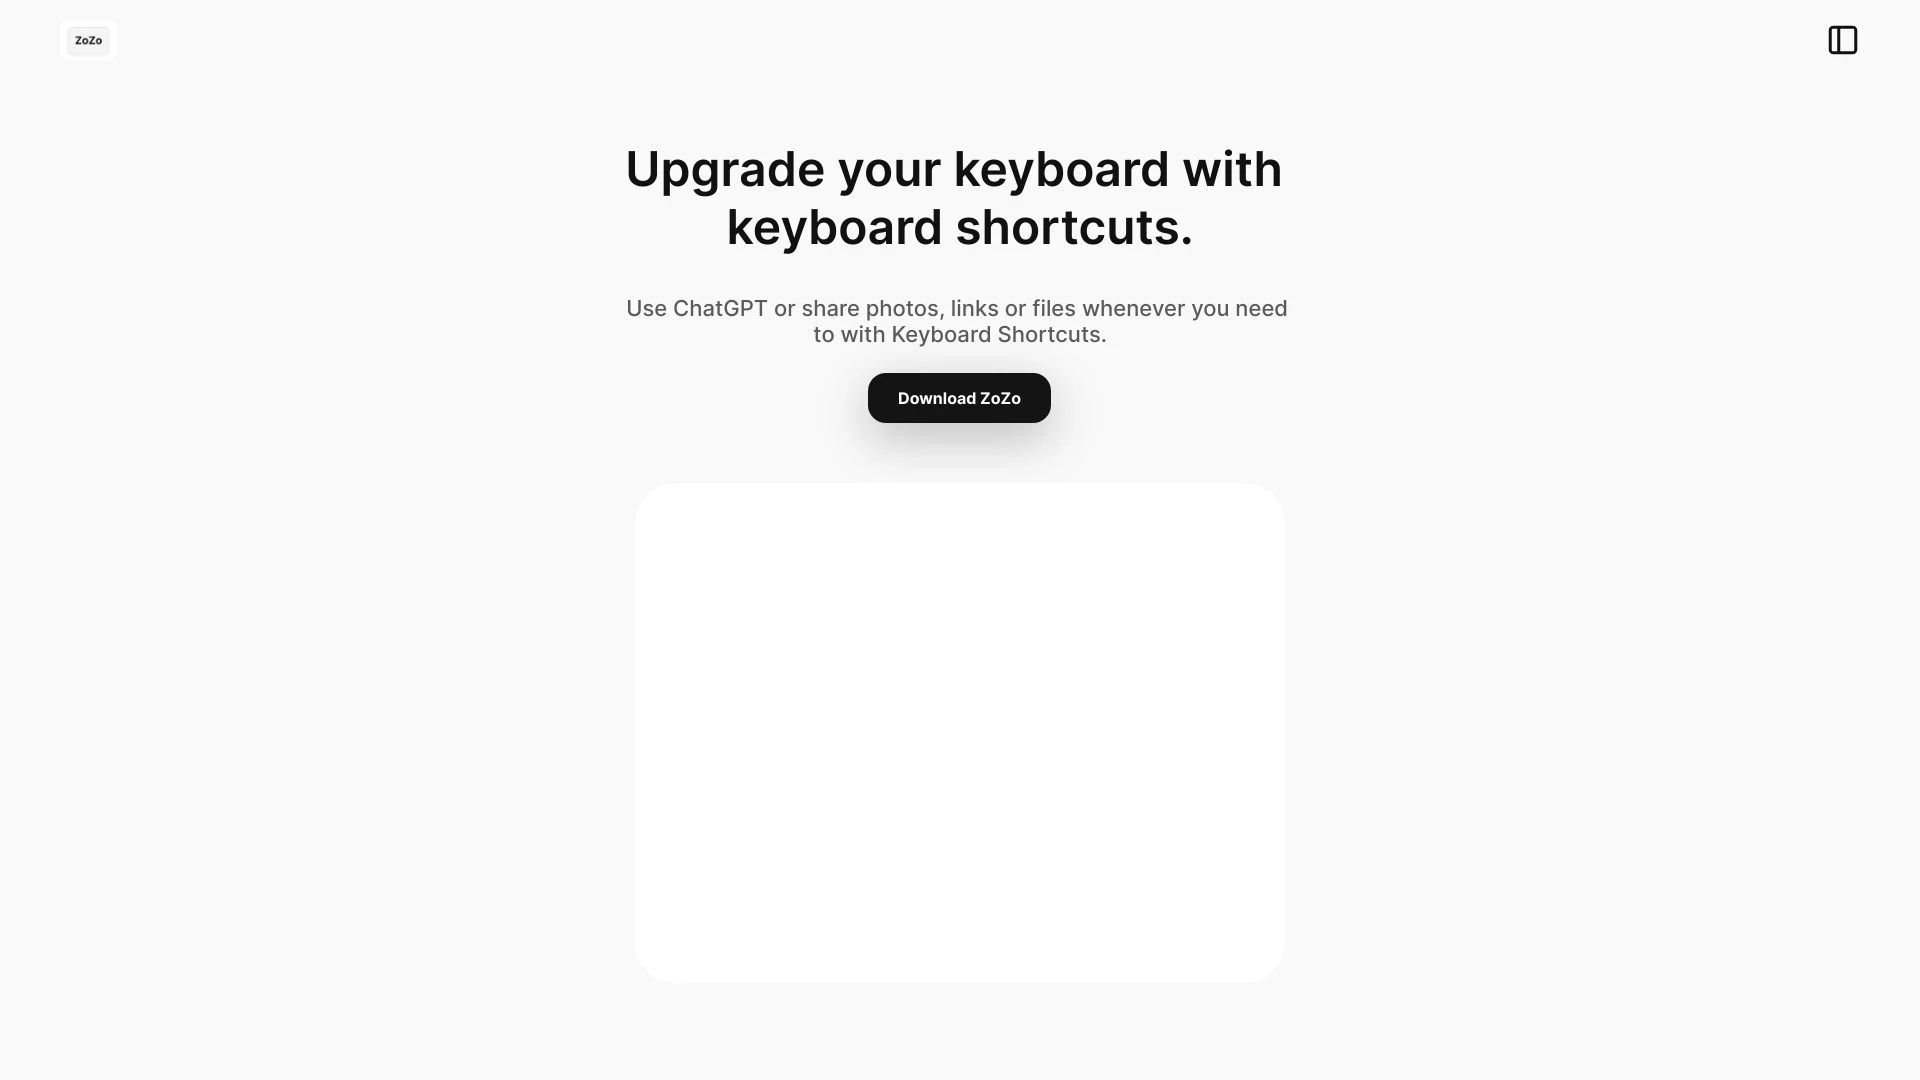 ZoZo
Upgrade your keyboard with
keyboard shortcuts.
Use ChatGPT or share photos, links or files whenever you need
to with Keyboard Shortcuts.
Download ZoZo